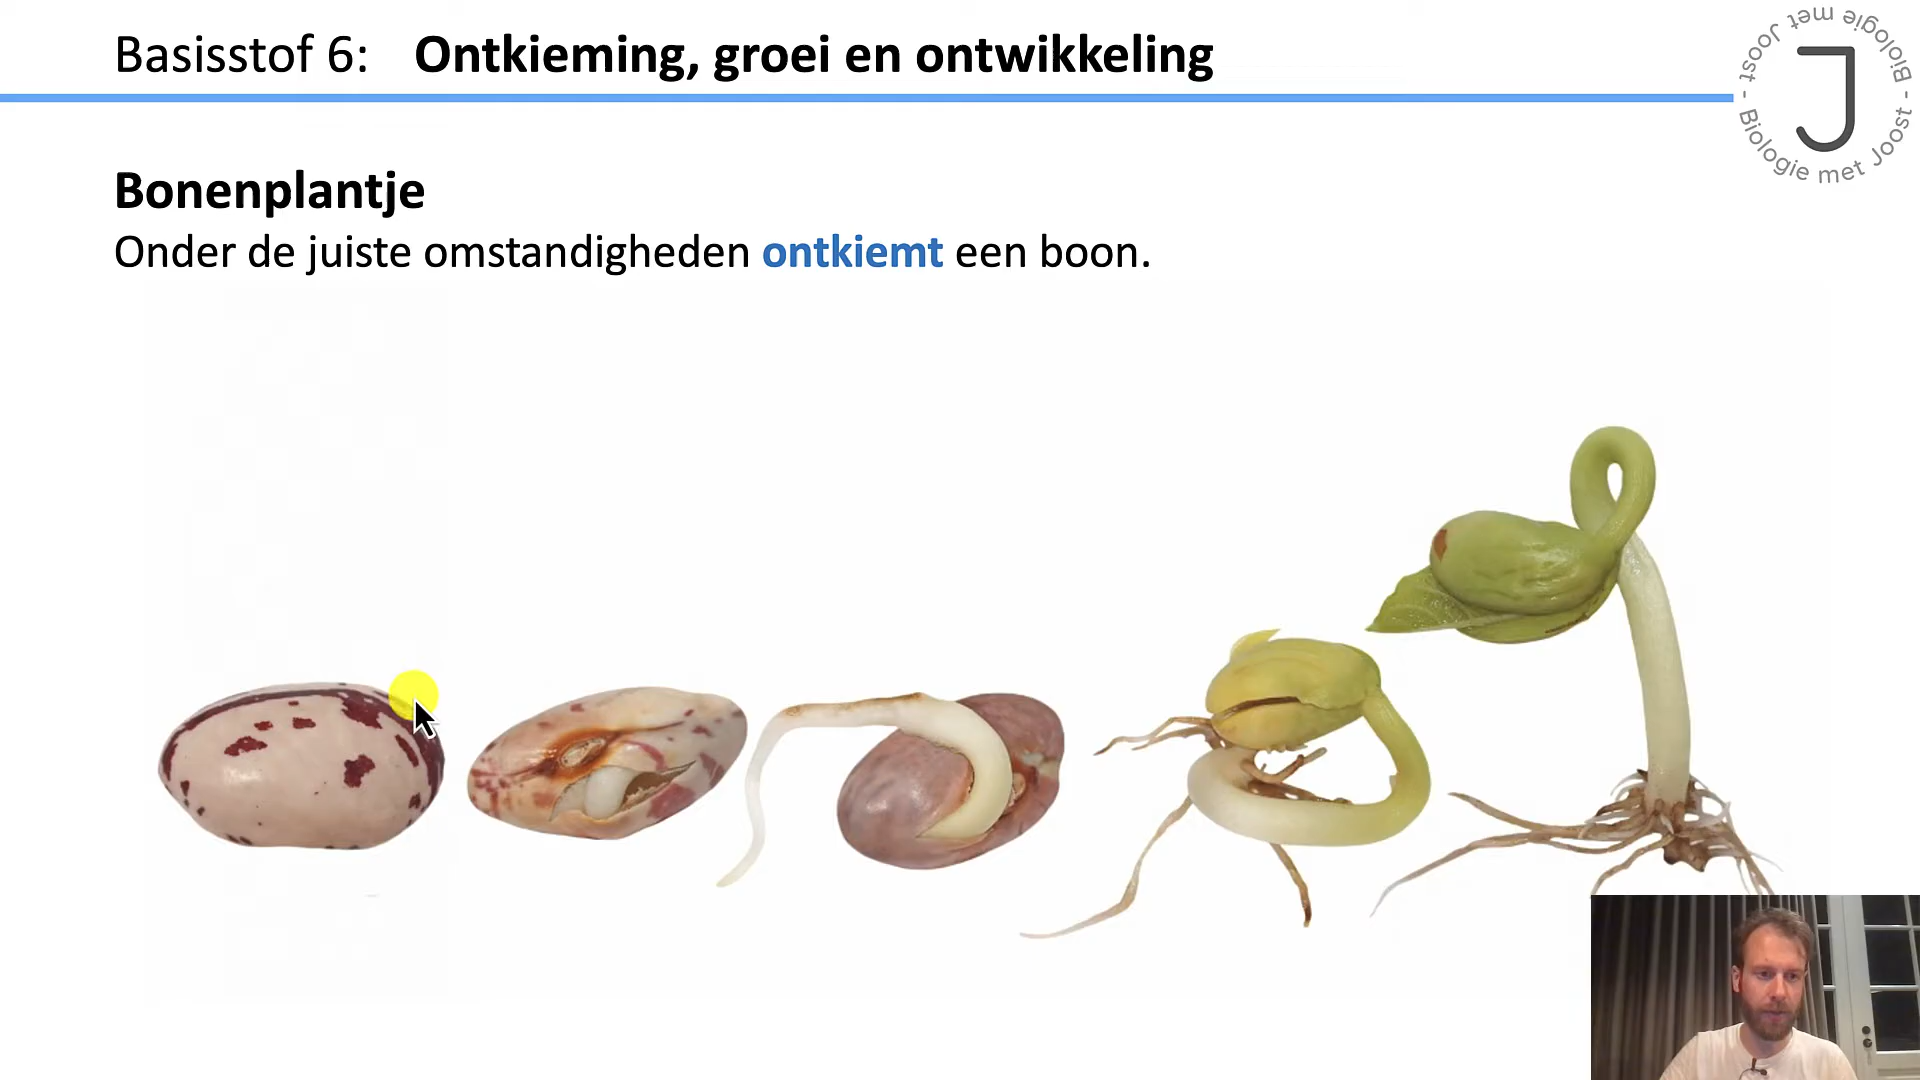 Basisstof 6: Ontkieming, groei en ontwikkeling
J
Biologie met Joost - Biologie met Joost -
Bonenplantje
Onder de juiste omstandigheden ontkiemt een boon.